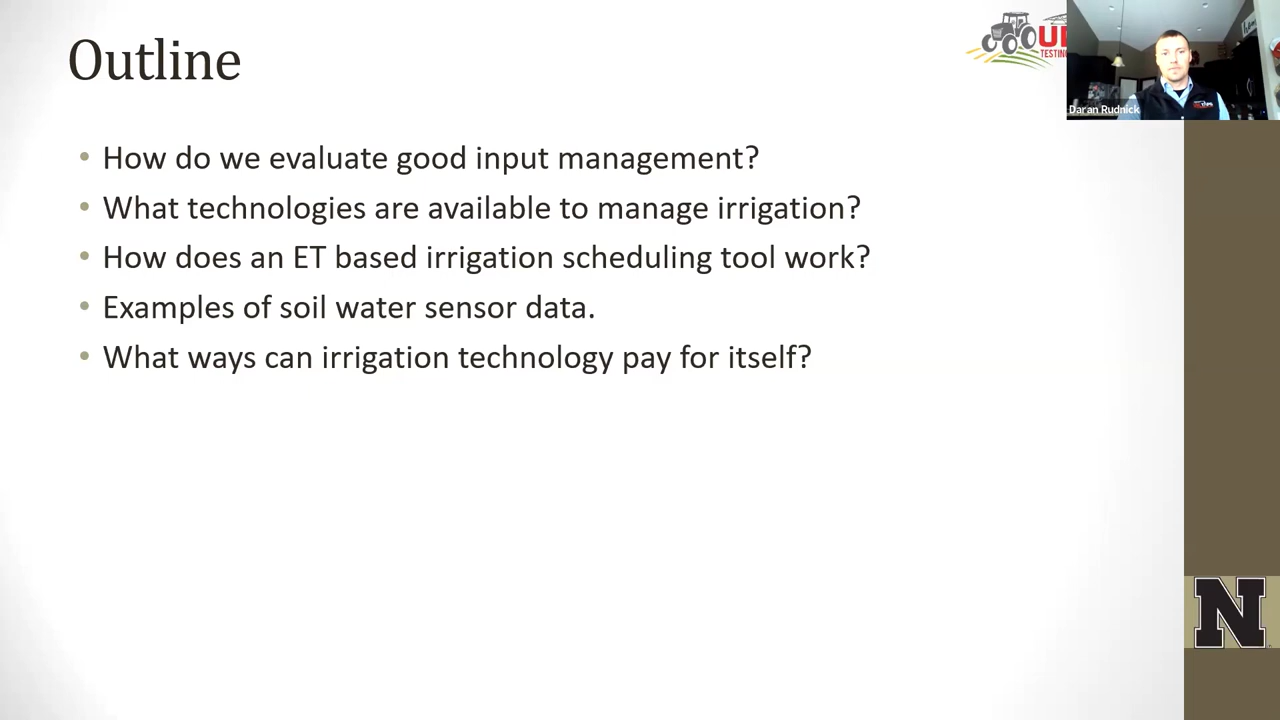 Outline
TESTING
Daran Rudnick
• How do we evaluate good input management?
• What technologies are available to manage irrigation?
• How does an ET based irrigation scheduling tool work?
• Examples of soil water sensor data.
• What ways can irrigation technology pay for itself?
N